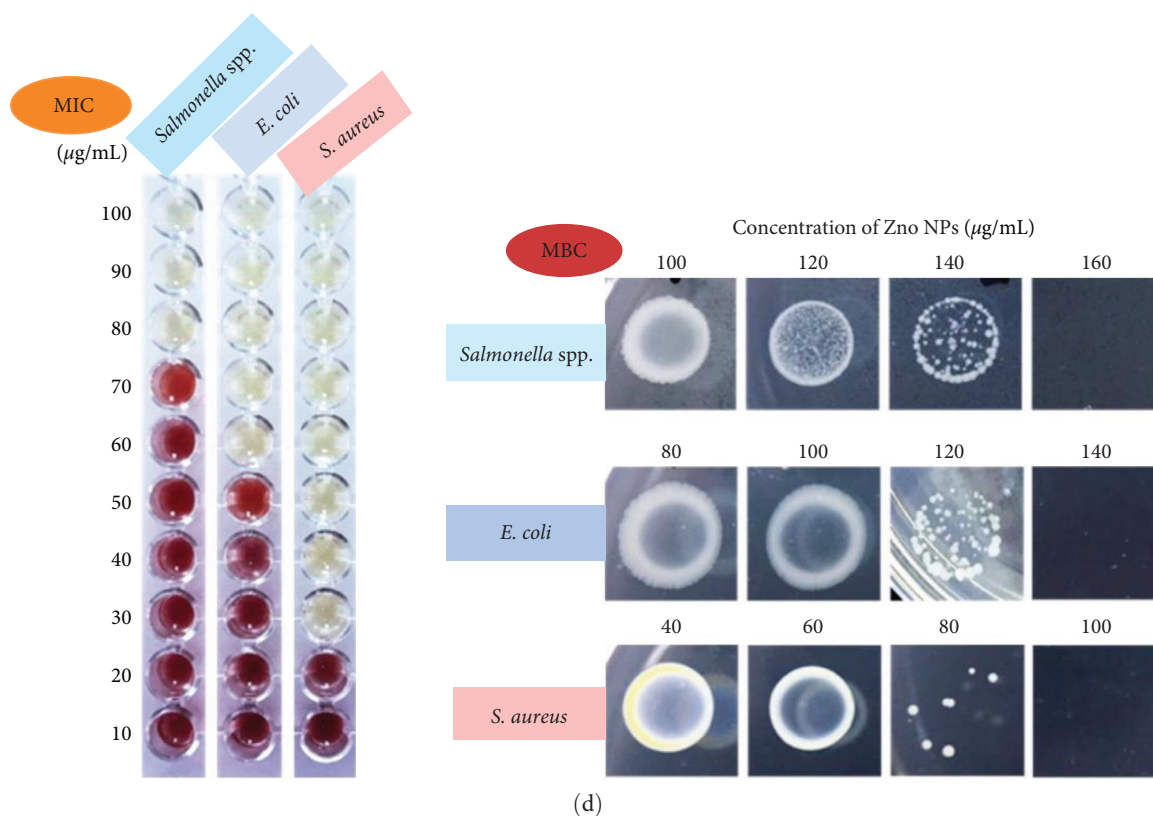 MIC
Salmonella spp.
E. coli
S. aureus
(µg/mL)
100
90
80
70
60
50
40
30
20
10
Concentration of Zno NPs (µg/mL)
MBC
100 120 140 160
Salmonella spp.
80 100 120 140
E. coli
40 60 80 100
S. aureus
(d)